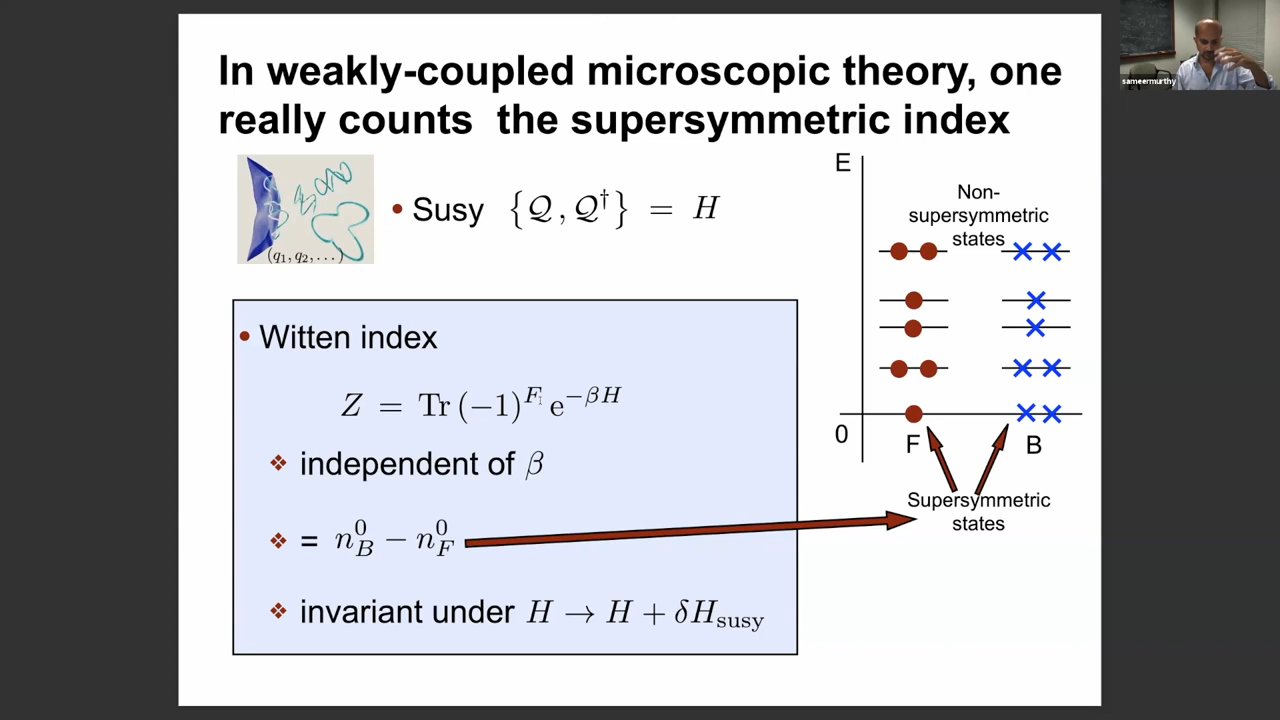 In weakly-coupled microscopic theory, one
really counts the supersymmetric index
sameermurthy
(q₁, q₂, . . .)
• Susy {𝒬 , 𝒬†} = H
• Witten index
Z = Tr (−1)^F e^{−βH}
❖ independent of β
❖ = n_B^0 − n_F^0
❖ invariant under H → H + δH_susy
E
Non-
supersymmetric
states
0
F
B
Supersymmetric
states